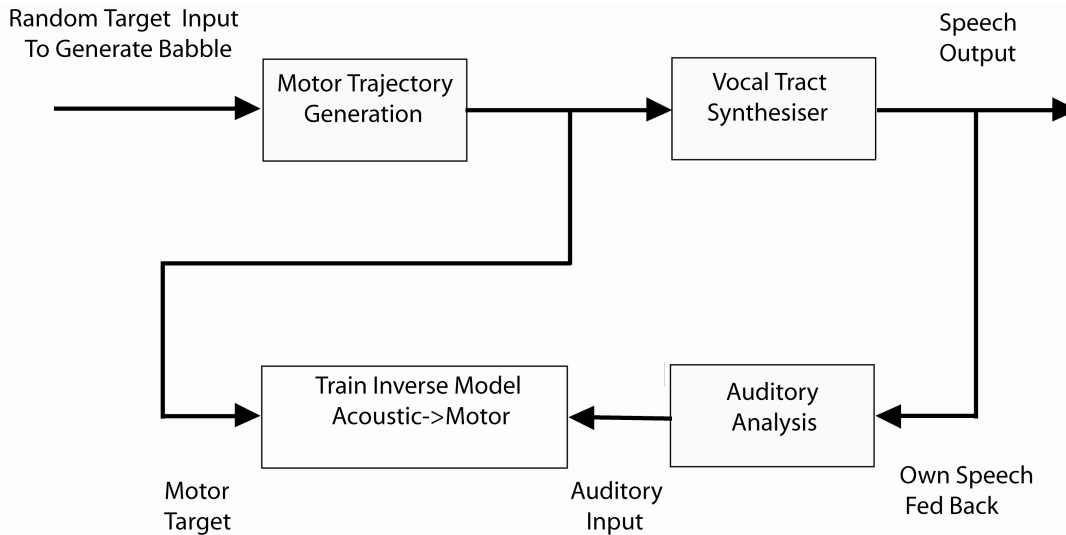 Random Target Input
To Generate Babble
Motor Trajectory
Generation
Vocal Tract
Synthesiser
Speech
Output
Train Inverse Model
Acoustic->Motor
Auditory
Analysis
Motor
Target
Auditory
Input
Own Speech
Fed Back